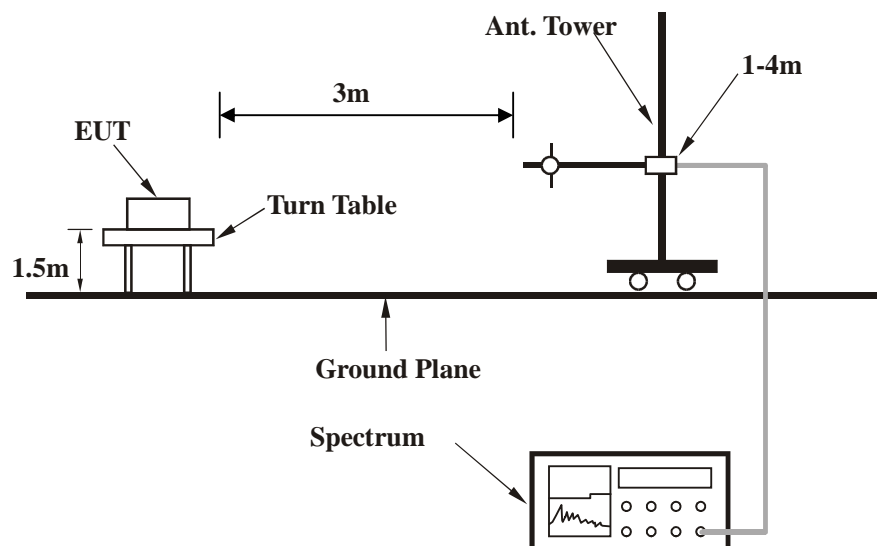 Ant. Tower
1-4m
3m
EUT
Turn Table
1.5m
Ground Plane
Spectrum